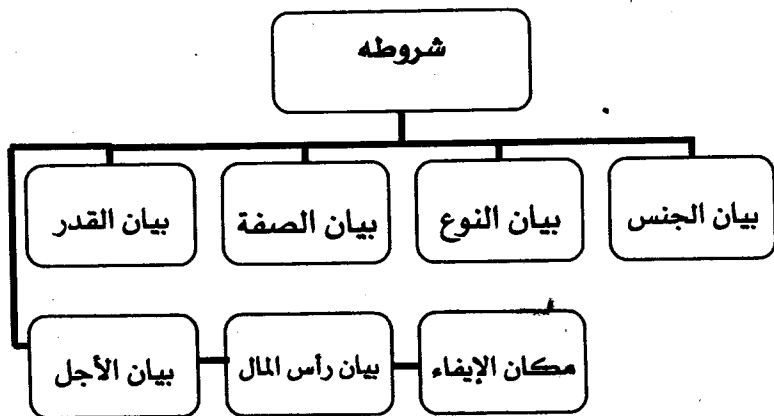 شروطه
بيان الجنس
بيان النوع
بيان الصفة
بيان القدر
بيان الأجل
بيان رأس المال
مكان الإيفاء